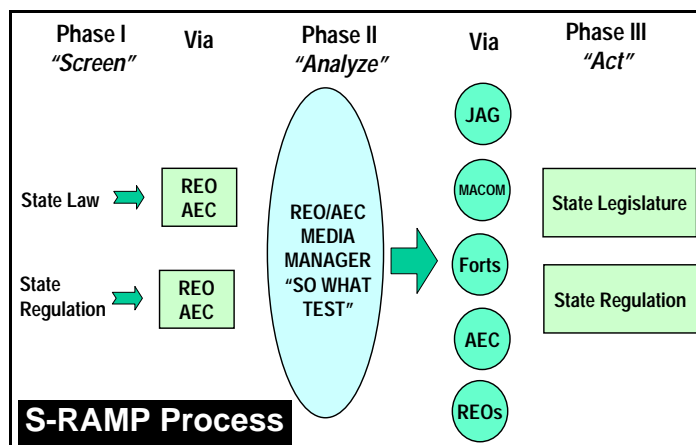 Phase I
"Screen"
Via
Phase II
"Analyze"
Via
Phase III
"Act"
State Law
REO
AEC
State
Regulation
REO
AEC
REO/AEC
MEDIA
MANAGER
"SO WHAT
TEST"
JAG
MACOM
Forts
AEC
REOs
State Legislature
State Regulation
S-RAMP Process